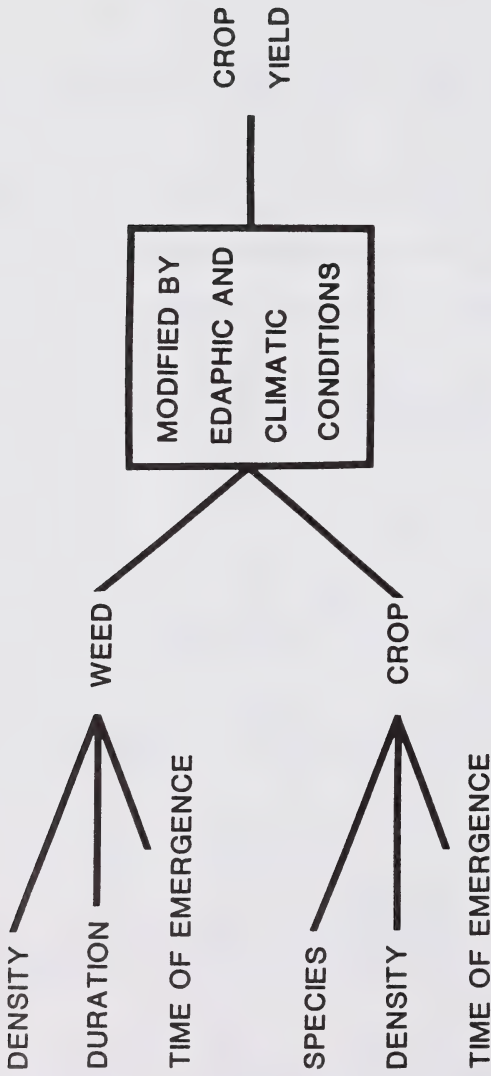 DENSITY
DURATION
TIME OF EMERGENCE
WEED
SPECIES
DENSITY
TIME OF EMERGENCE
CROP
MODIFIED BY
EDAPHIC AND
CLIMATIC
CONDITIONS
CROP
YIELD